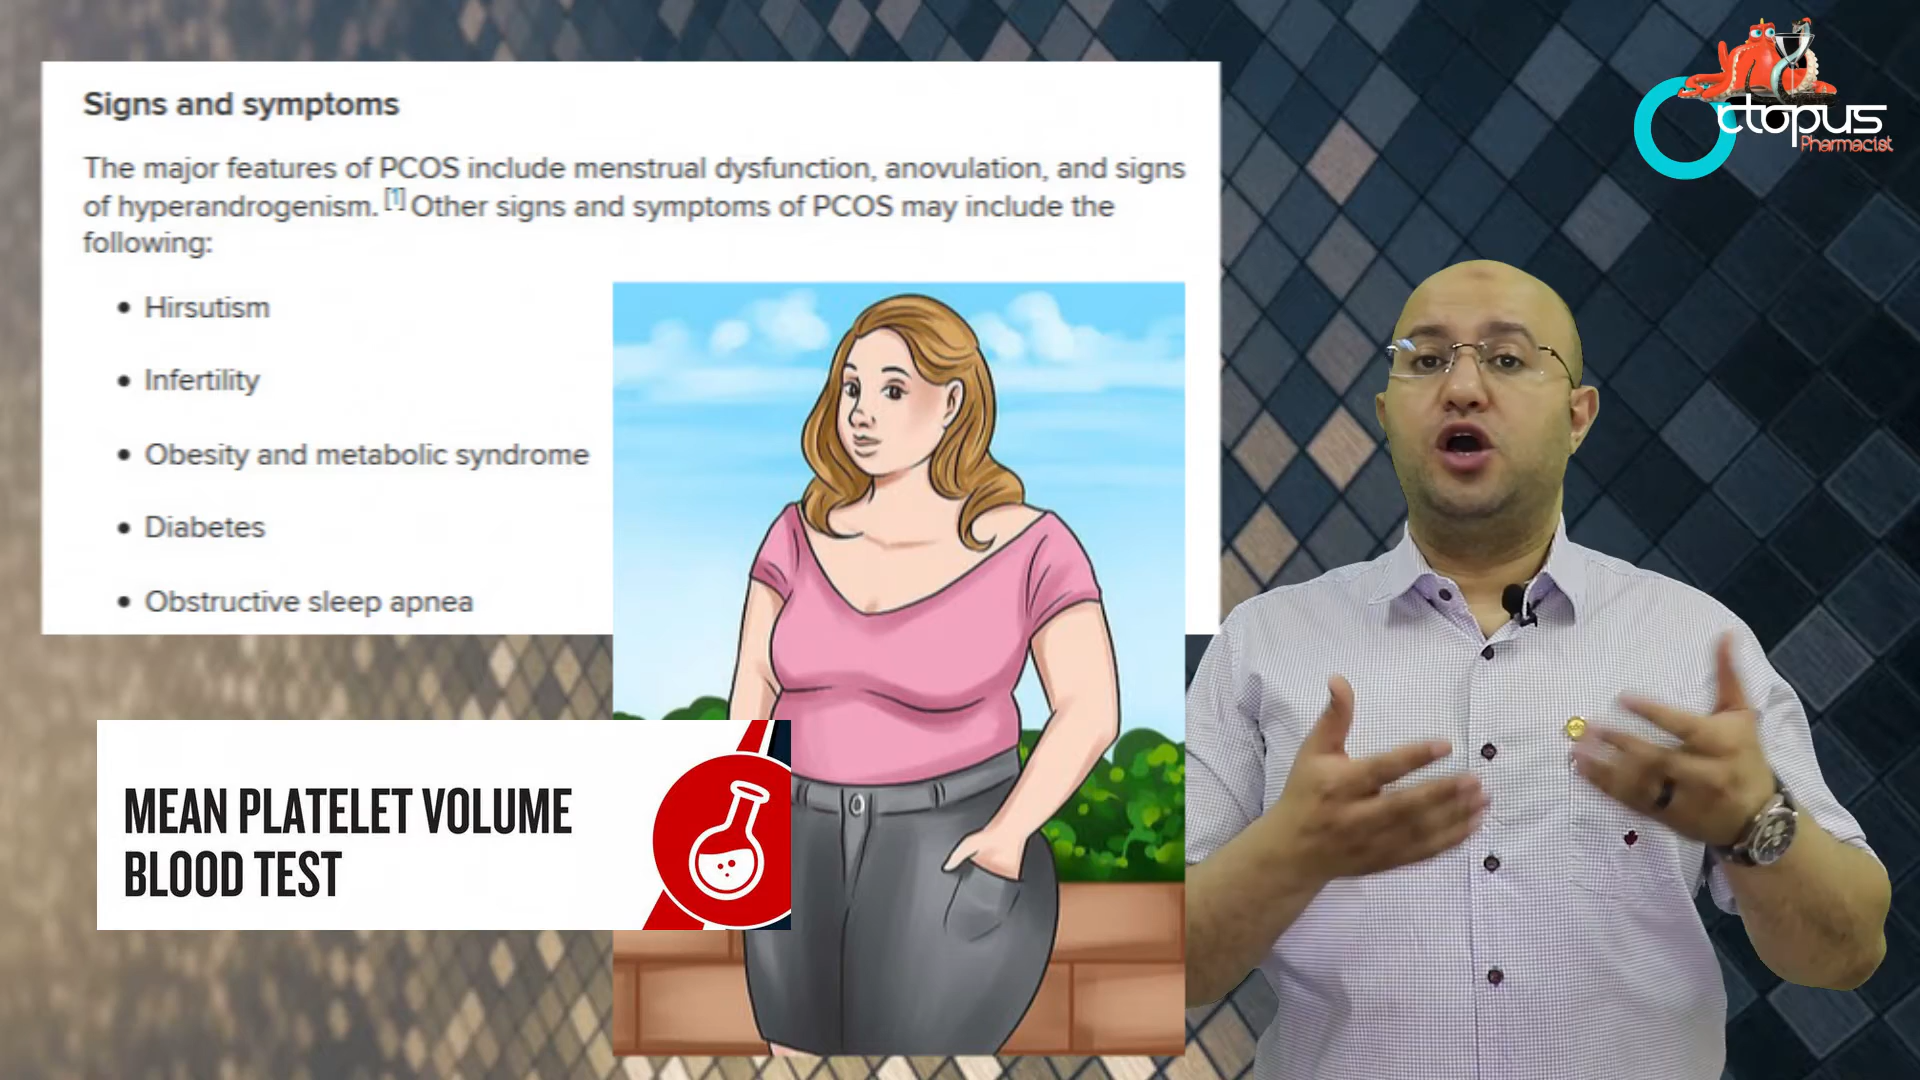 Signs and symptoms
The major features of PCOS include menstrual dysfunction, anovulation, and signs
of hyperandrogenism. [1] Other signs and symptoms of PCOS may include the
following:
• Hirsutism
• Infertility
• Obesity and metabolic syndrome
• Diabetes
• Obstructive sleep apnea
MEAN PLATELET VOLUME
BLOOD TEST
Octopus
Pharmacist